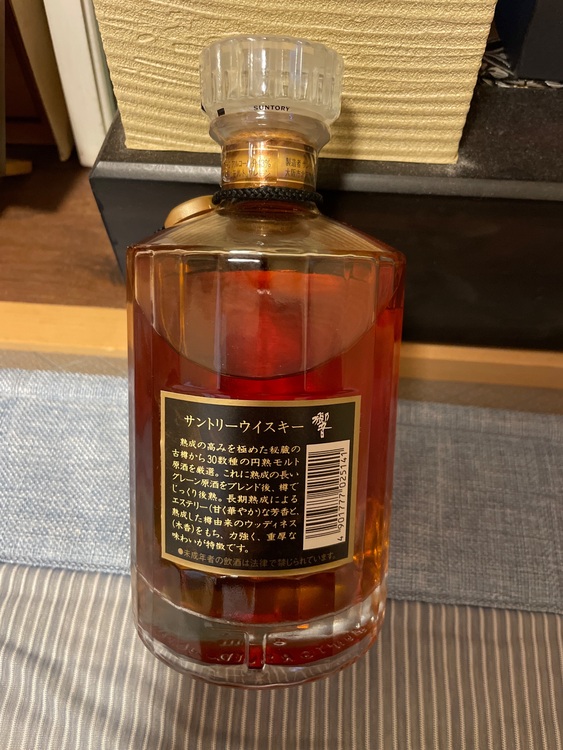 SUNTORY
サントリーウイスキー 響
熟成の高みを極めた秘蔵の
古樽から30数種の円熟モルト
原酒を厳選。これに熟成の長い
グレーン原酒をブレンド後、樽で
じっくり後熟。長期熟成による
エステリー(甘く華やか)な芳香と、
熟成した樽由来のウッディネス
(木香)をもち、力強く、重厚な
味わいが特徴です。
●未成年者の飲酒は法律で禁じられています。
4 901777 025141